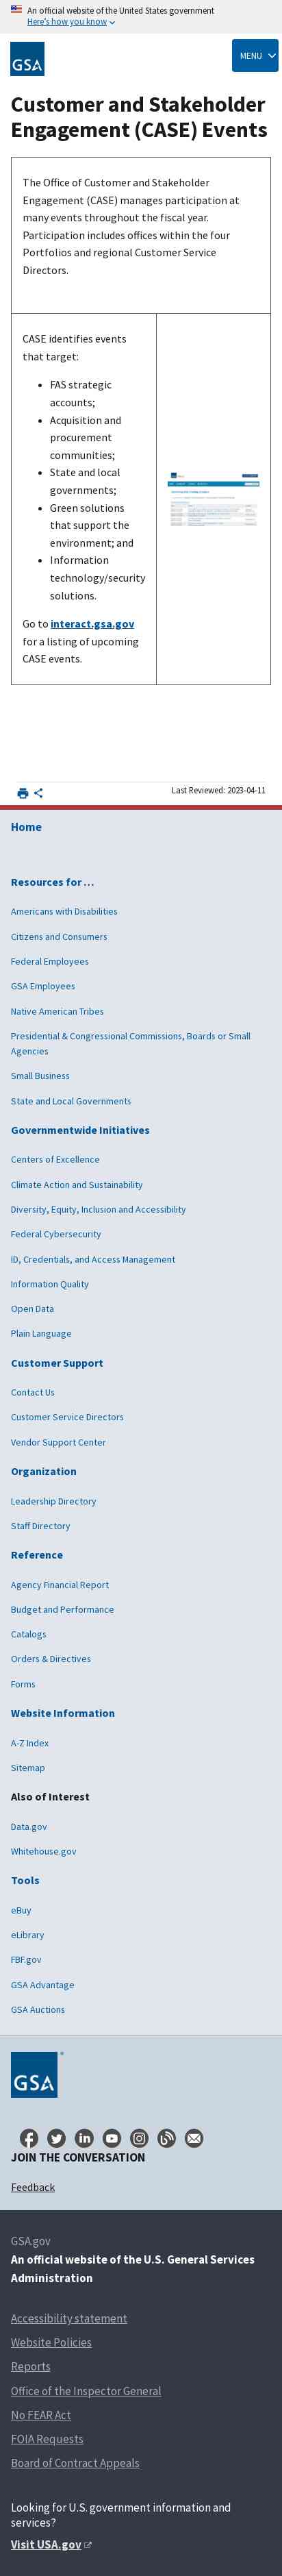 An official website of the United States government
Here's how you know
GSA
MENU
Customer and Stakeholder
Engagement (CASE) Events
The Office of Customer and Stakeholder
Engagement (CASE) manages participation at
many events throughout the fiscal year.
Participation includes offices within the four
Portfolios and regional Customer Service
Directors.
CASE identifies events
that target:
• FAS strategic
accounts;
• Acquisition and
procurement
communities;
• State and local
governments;
• Green solutions
that support the
environment; and
• Information
technology/security
solutions.
Go to interact.gsa.gov
for a listing of upcoming
CASE events.
Last Reviewed: 2023-04-11
Home
Resources for …
Americans with Disabilities
Citizens and Consumers
Federal Employees
GSA Employees
Native American Tribes
Presidential & Congressional Commissions, Boards or Small
Agencies
Small Business
State and Local Governments
Governmentwide Initiatives
Centers of Excellence
Climate Action and Sustainability
Diversity, Equity, Inclusion and Accessibility
Federal Cybersecurity
ID, Credentials, and Access Management
Information Quality
Open Data
Plain Language
Customer Support
Contact Us
Customer Service Directors
Vendor Support Center
Organization
Leadership Directory
Staff Directory
Reference
Agency Financial Report
Budget and Performance
Catalogs
Orders & Directives
Forms
Website Information
A-Z Index
Sitemap
Also of Interest
Data.gov
Whitehouse.gov
Tools
eBuy
eLibrary
FBF.gov
GSA Advantage
GSA Auctions
GSA
JOIN THE CONVERSATION
Feedback
GSA.gov
An official website of the U.S. General Services
Administration
Accessibility statement
Website Policies
Reports
Office of the Inspector General
No FEAR Act
FOIA Requests
Board of Contract Appeals
Looking for U.S. government information and
services?
Visit USA.gov